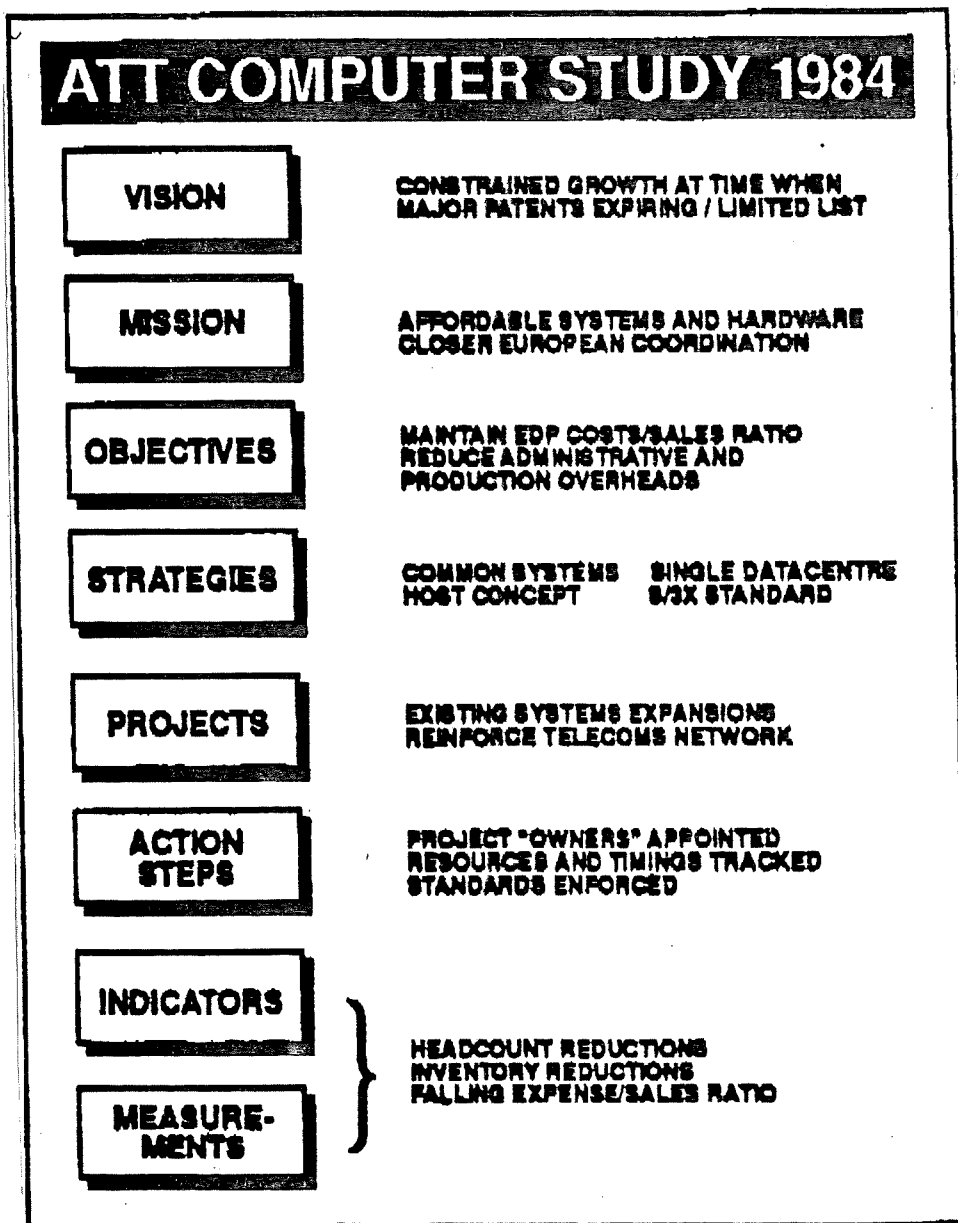 ATT COMPUTER STUDY 1984
VISION
CONSTRAINED GROWTH AT TIME WHEN
MAJOR PATENTS EXPIRING / LIMITED LIST
MISSION
AFFORDABLE SYSTEMS AND HARDWARE
CLOSER EUROPEAN COORDINATION
OBJECTIVES
MAINTAIN EDP COSTS/SALES RATIO
REDUCE ADMINISTRATIVE AND
PRODUCTION OVERHEADS
STRATEGIES
COMMON SYSTEMS SINGLE DATACENTRE
HOST CONCEPT S/3X STANDARD
PROJECTS
EXISTING SYSTEMS EXPANSIONS
REINFORCE TELECOMS NETWORK
ACTION
STEPS
PROJECT "OWNERS" APPOINTED
RESOURCES AND TIMINGS TRACKED
STANDARDS ENFORCED
INDICATORS
MEASURE-
MENTS
HEADCOUNT REDUCTIONS
INVENTORY REDUCTIONS
FALLING EXPENSE/SALES RATIO